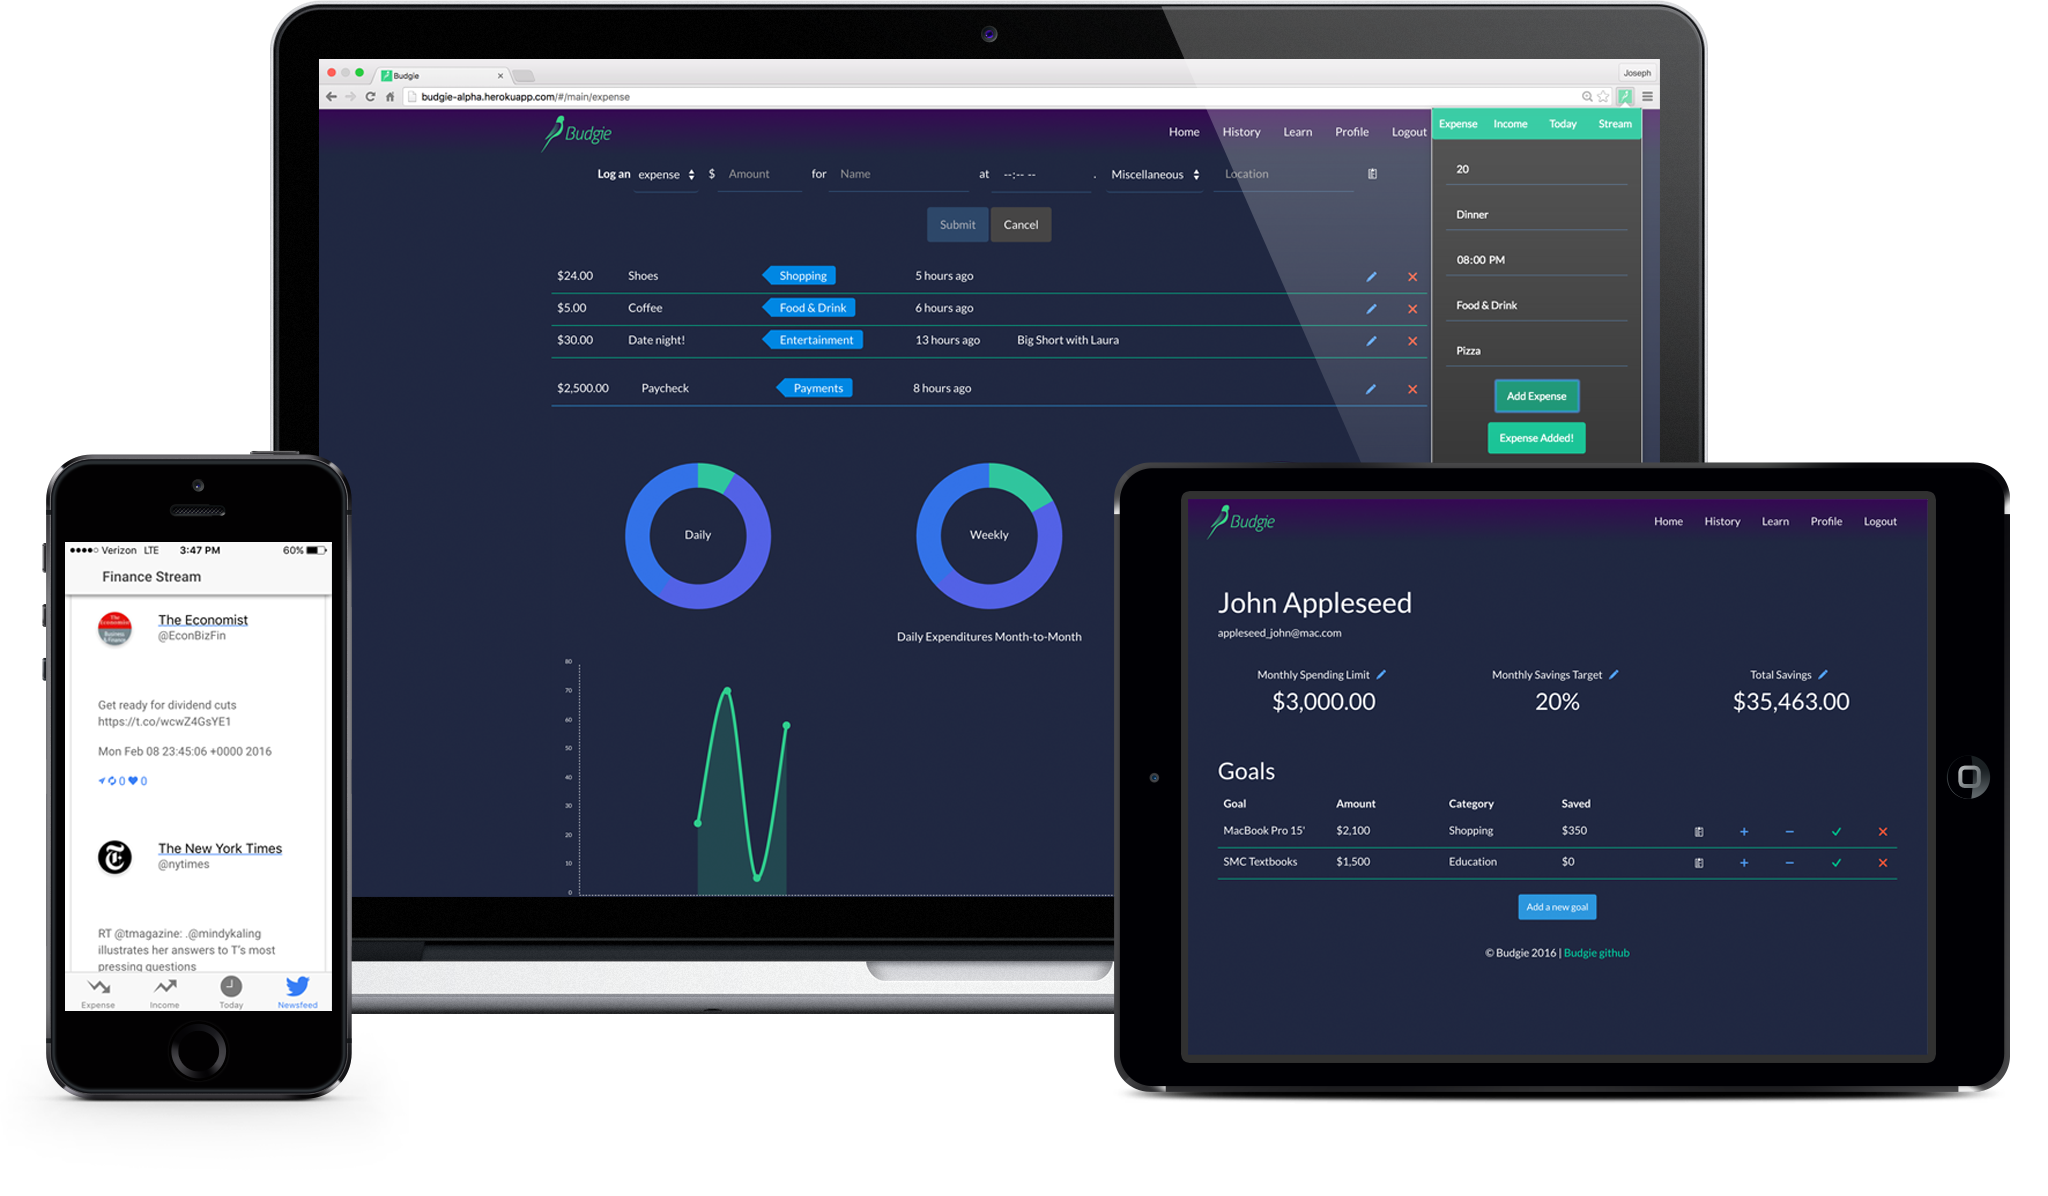 Budgie
Joseph
budgie-alpha.herokuapp.com/#/main/expense
Budgie
Home History Learn Profile Logout
Log an expense $ Amount for Name at --:-- -- . Miscellaneous Location
Submit Cancel
$24.00 Shoes Shopping 5 hours ago
$5.00 Coffee Food & Drink 6 hours ago
$30.00 Date night! Entertainment 13 hours ago Big Short with Laura
$2,500.00 Paycheck Payments 8 hours ago
Daily
Weekly
Daily Expenditures Month-to-Month
80
70
60
50
40
30
20
10
0
Expense Income Today Stream
20
Dinner
08:00 PM
Food & Drink
Pizza
Add Expense
Expense Added!
Verizon LTE 3:47 PM 60%
Finance Stream
The Economist
@EconBizFin
Get ready for dividend cuts
https://t.co/wcwZ4GsYE1
Mon Feb 08 23:45:06 +0000 2016
0 0
The New York Times
@nytimes
RT @tmagazine: .@mindykaling
illustrates her answers to T's most
pressing questions
Expense Income Today Newsfeed
Budgie
Home History Learn Profile Logout
John Appleseed
appleseed_john@mac.com
Monthly Spending Limit Monthly Savings Target Total Savings
$3,000.00 20% $35,463.00
Goals
Goal Amount Category Saved
MacBook Pro 15' $2,100 Shopping $350
SMC Textbooks $1,500 Education $0
Add a new goal
© Budgie 2016 | Budgie github